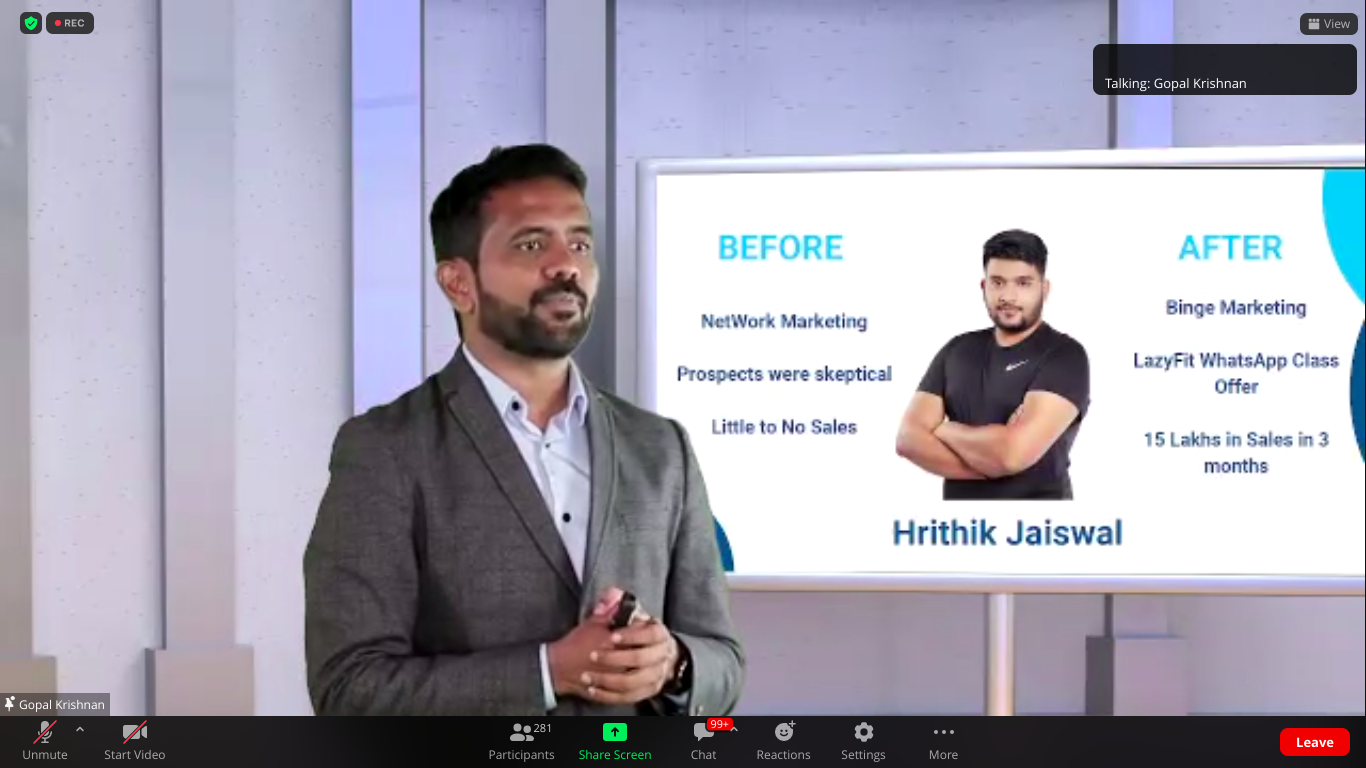 REC
View
Talking: Gopal Krishnan
BEFORE
NetWork Marketing
Prospects were skeptical
Little to No Sales
AFTER
Binge Marketing
LazyFit WhatsApp Class
Offer
15 Lakhs in Sales in 3
months
Hrithik Jaiswal
Gopal Krishnan
Unmute
Start Video
281
Participants
Share Screen
99+
Chat
Reactions
Settings
More
Leave